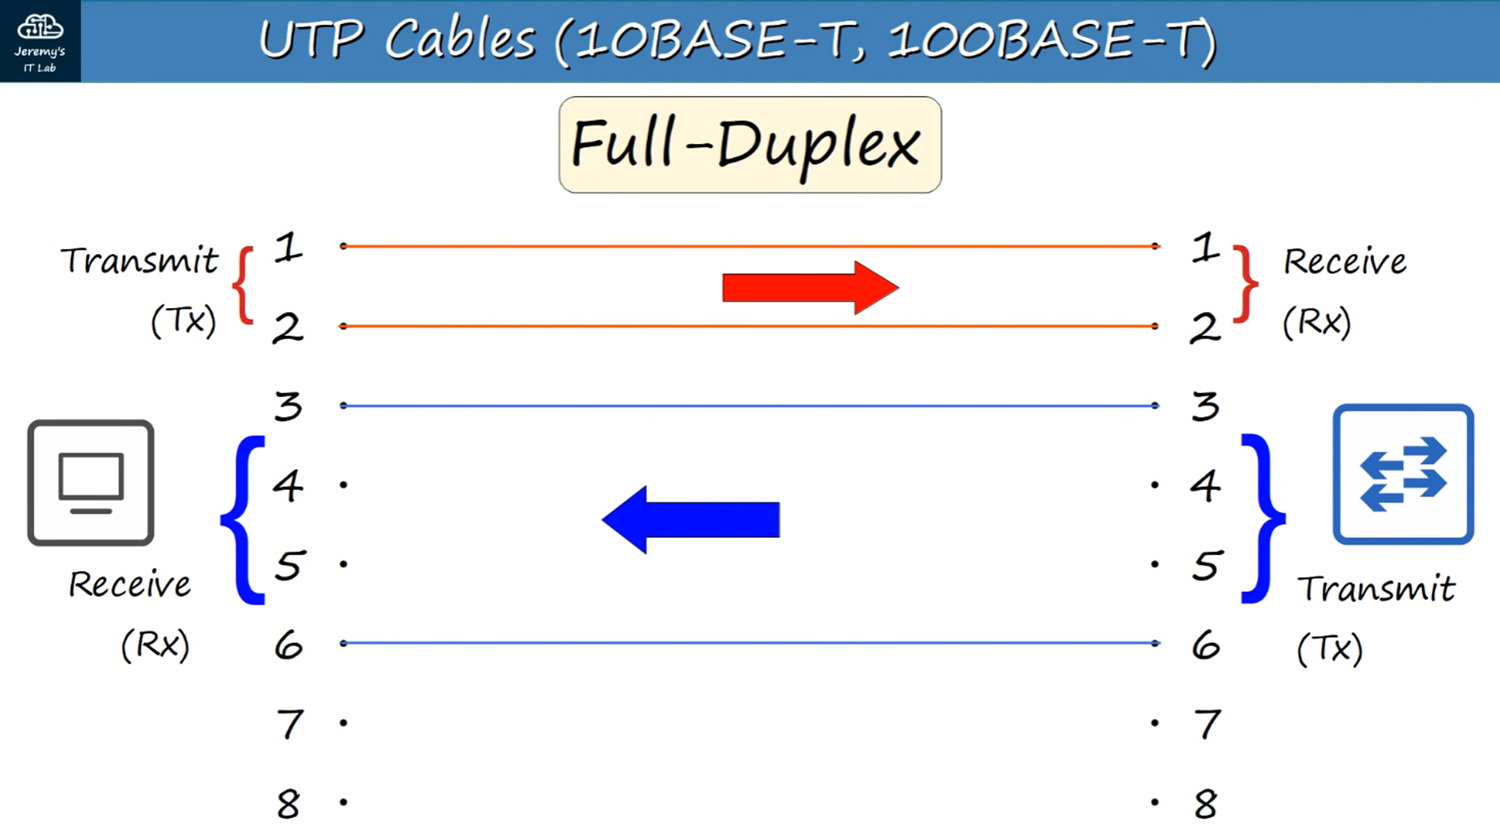 Jeremy's
IT Lab
UTP Cables (10BASE-T, 100BASE-T)
Full-Duplex
Transmit
(Tx)
1
1
Receive
(Rx)
2
2
3
3
4
4
5
5
Receive
(Rx)
Transmit
(Tx)
6
6
7
7
8
8